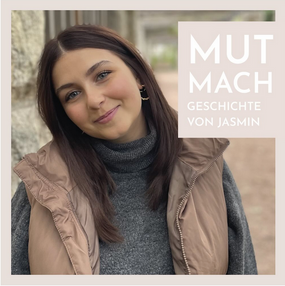 MUT
MACH
GESCHICHTE
VON JASMIN